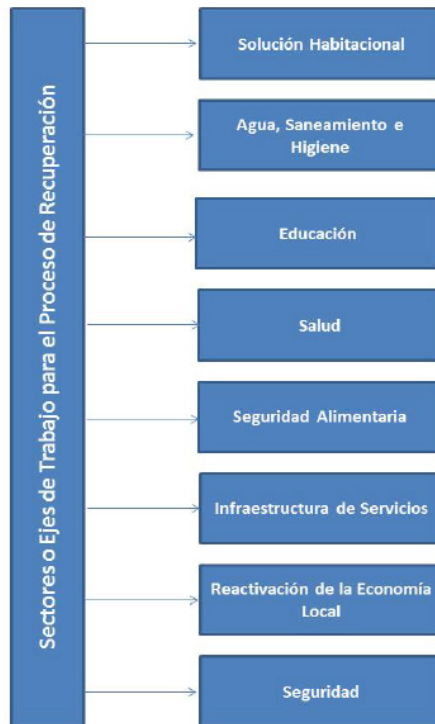 Sectores o Ejes de Trabajo para el Proceso de Recuperación
Solución Habitacional
Agua, Saneamiento e
Higiene
Educación
Salud
Seguridad Alimentaria
Infraestructura de Servicios
Reactivación de la Economía
Local
Seguridad